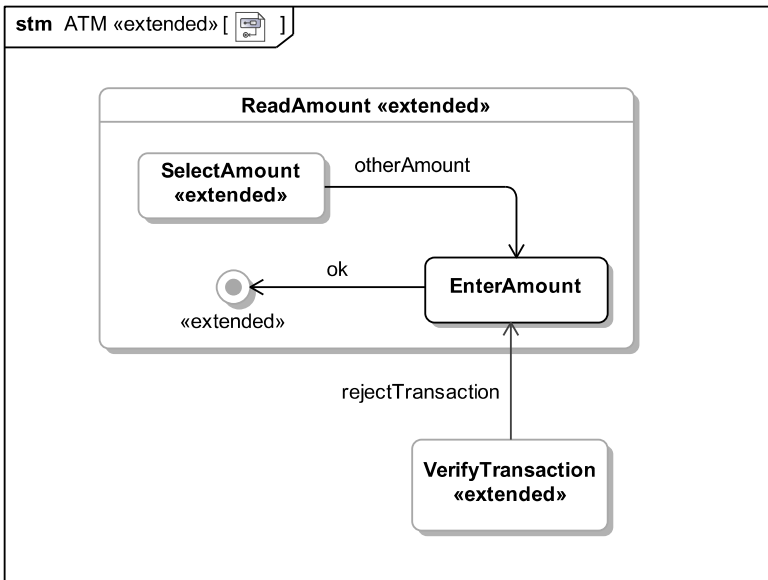 stm ATM «extended» [ ]
ReadAmount «extended»
SelectAmount
«extended»
otherAmount
EnterAmount
ok
«extended»
rejectTransaction
VerifyTransaction
«extended»